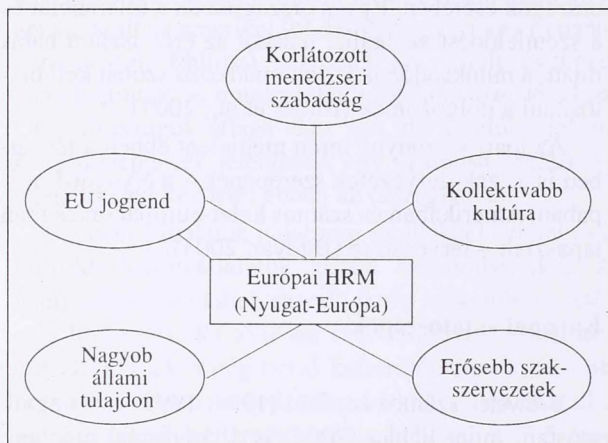 Korlátozott
menedzseri
szabadság
EU jogrend
Kollektívabb
kultúra
Európai HRM
(Nyugat-Európa)
Nagyob
állami
tulajdon
Erősebb szak-
szervezetek